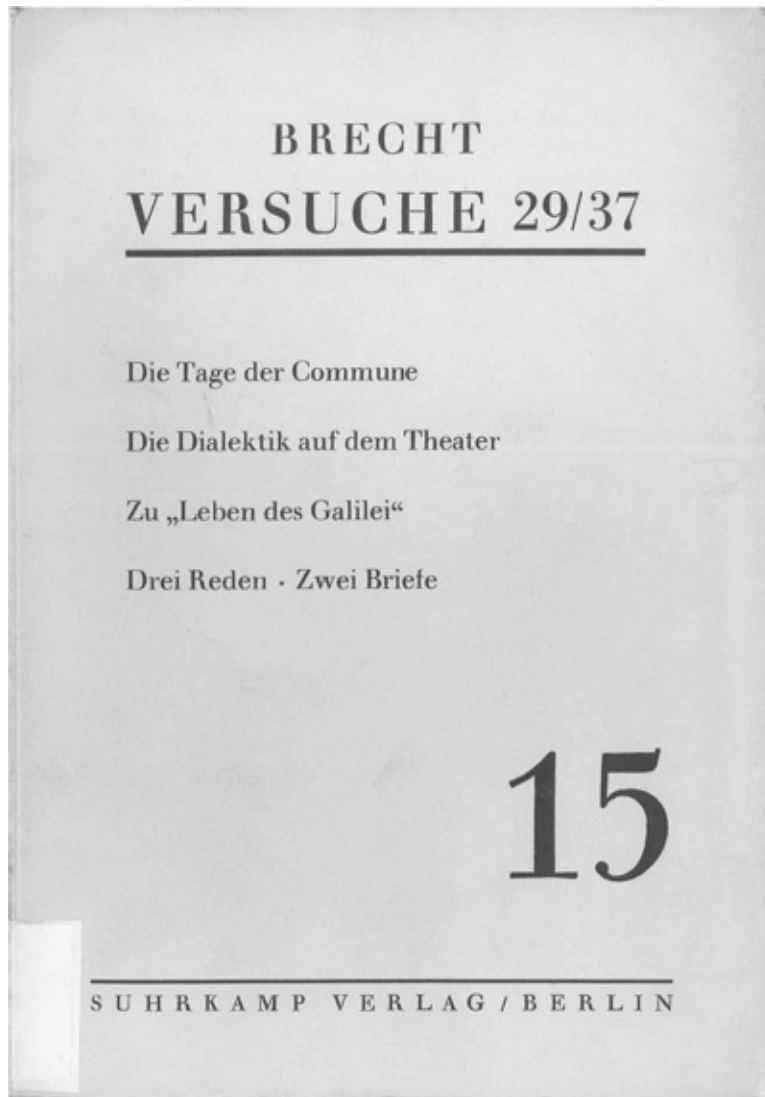 BRECHT
VERSUCHE 29/37
Die Tage der Commune
Die Dialektik auf dem Theater
Zu „Leben des Galilei“
Drei Reden · Zwei Briefe
15
SUHRKAMP VERLAG / BERLIN